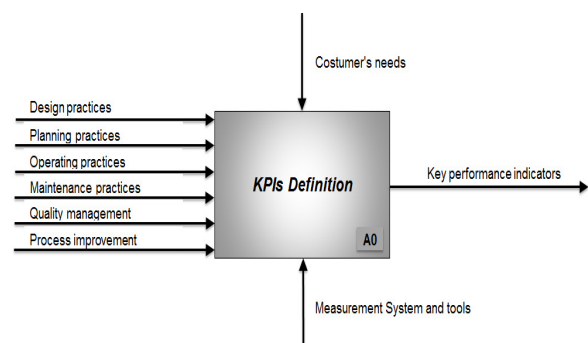 Costumer's needs
Design practices
Planning practices
Operating practices
Maintenance practices
Quality management
Process improvement
KPIs Definition
A0
Key performance indicators
Measurement System and tools